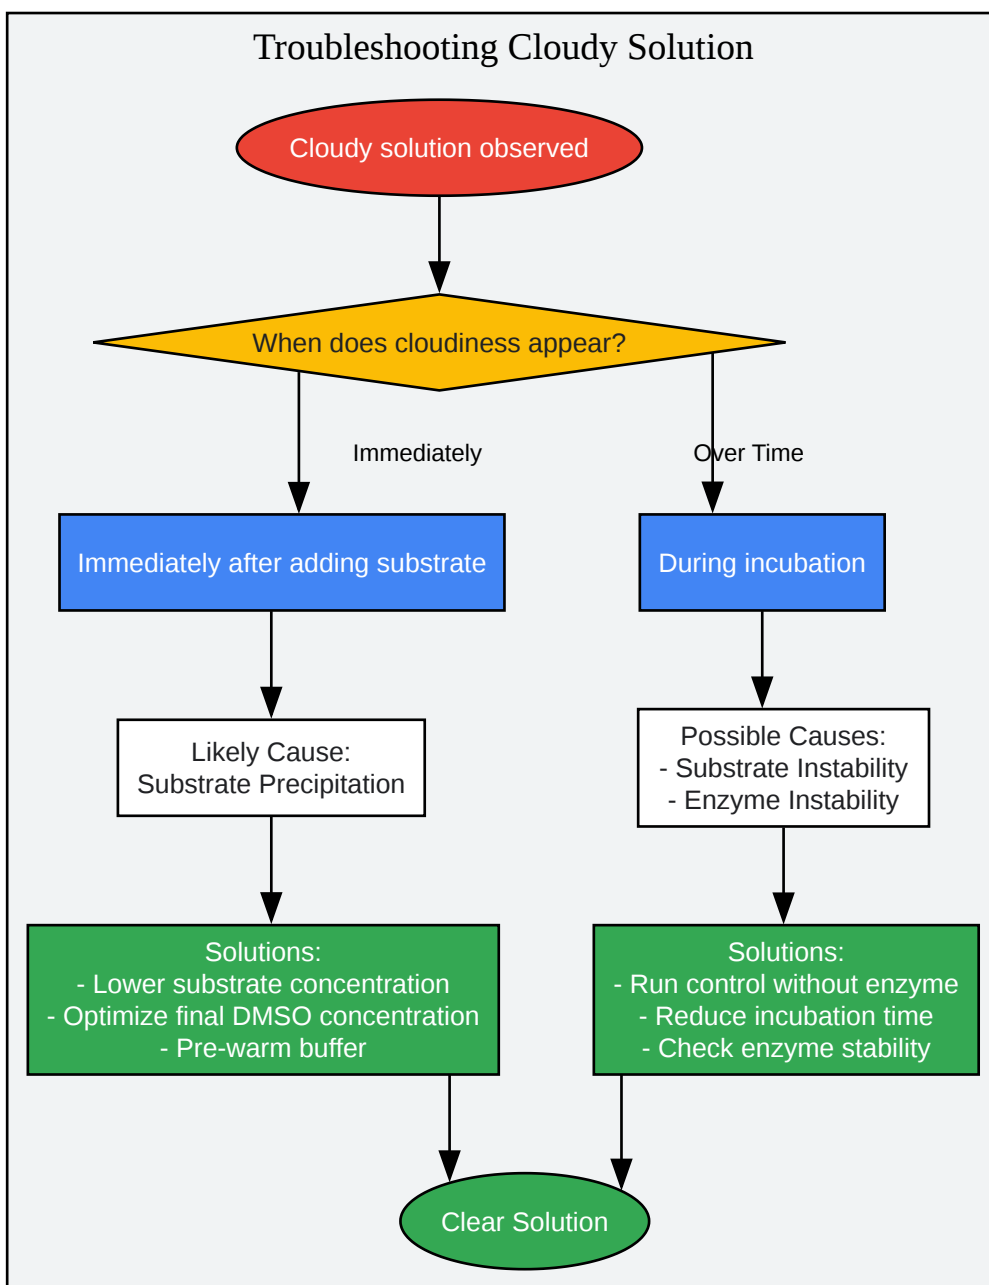 Troubleshooting Cloudy Solution
Cloudy solution observed
When does cloudiness appear?
Immediately
Over Time
Immediately after adding substrate
During incubation
Likely Cause:
Substrate Precipitation
Possible Causes:
- Substrate Instability
- Enzyme Instability
Solutions:
- Lower substrate concentration
- Optimize final DMSO concentration
- Pre-warm buffer
Solutions:
- Run control without enzyme
- Reduce incubation time
- Check enzyme stability
Clear Solution